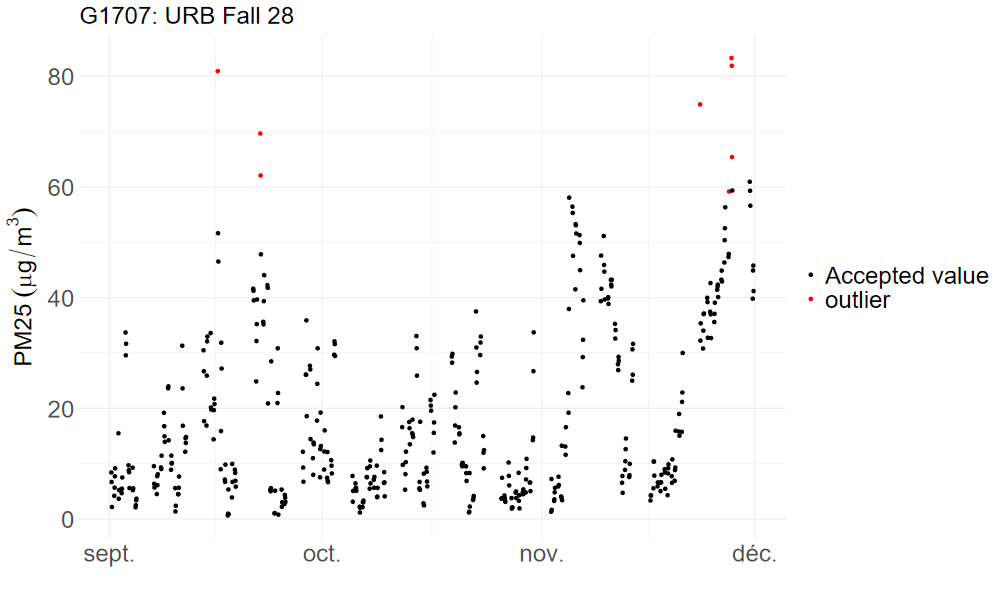 G1707: URB Fall 28
PM25 (μg/m³)
80
60
40
20
0
sept.
oct.
nov.
déc.
Accepted value
outlier